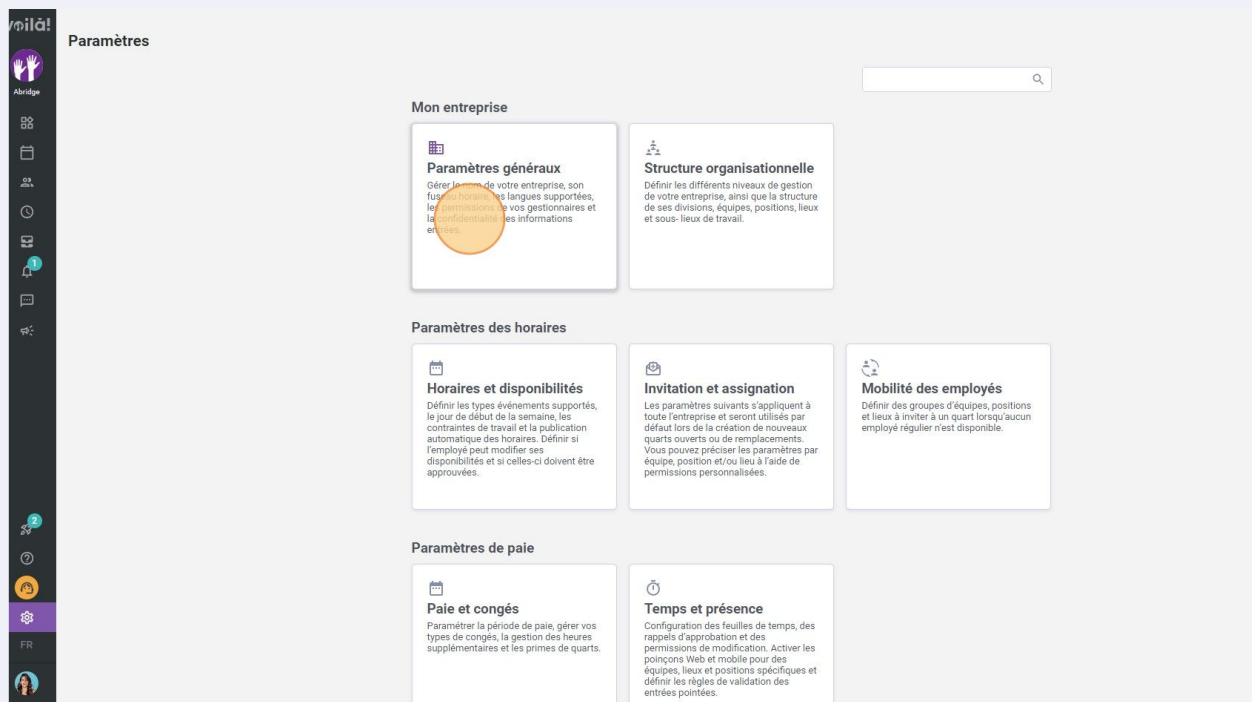 voilà!
Paramètres
Abridge
Mon entreprise
Paramètres généraux
Gérer le nom de votre entreprise, son
fuseau horaire, les langues supportées,
les permissions de vos gestionnaires et
la confidentialité des informations
entrées.
Structure organisationnelle
Définir les différents niveaux de gestion
de votre entreprise, ainsi que la structure
de ses divisions, équipes, positions, lieux
et sous- lieux de travail.
1
Paramètres des horaires
Horaires et disponibilités
Définir les types événements supportés,
le jour de début de la semaine, les
contraintes de travail et la publication
automatique des horaires. Définir si
l'employé peut modifier ses
disponibilités et si celles-ci doivent être
approuvées.
Invitation et assignation
Les paramètres suivants s'appliquent à
toute l'entreprise et seront utilisés par
défaut lors de la création de nouveaux
quarts ouverts ou de remplacements.
Vous pouvez préciser les paramètres par
équipe, position et/ou lieu à l'aide de
permissions personnalisées.
Mobilité des employés
Définir des groupes d'équipes, positions
et lieux à inviter à un quart lorsqu'aucun
employé régulier n'est disponible.
2
Paramètres de paie
Paie et congés
Paramétrer la période de paie, gérer vos
types de congés, la gestion des heures
supplémentaires et les primes de quarts.
Temps et présence
Configuration des feuilles de temps, des
rappels d'approbation et des
permissions de modification. Activer les
poinçons Web et mobile pour des
équipes, lieux et positions spécifiques et
définir les règles de validation des
entrées pointées.
FR